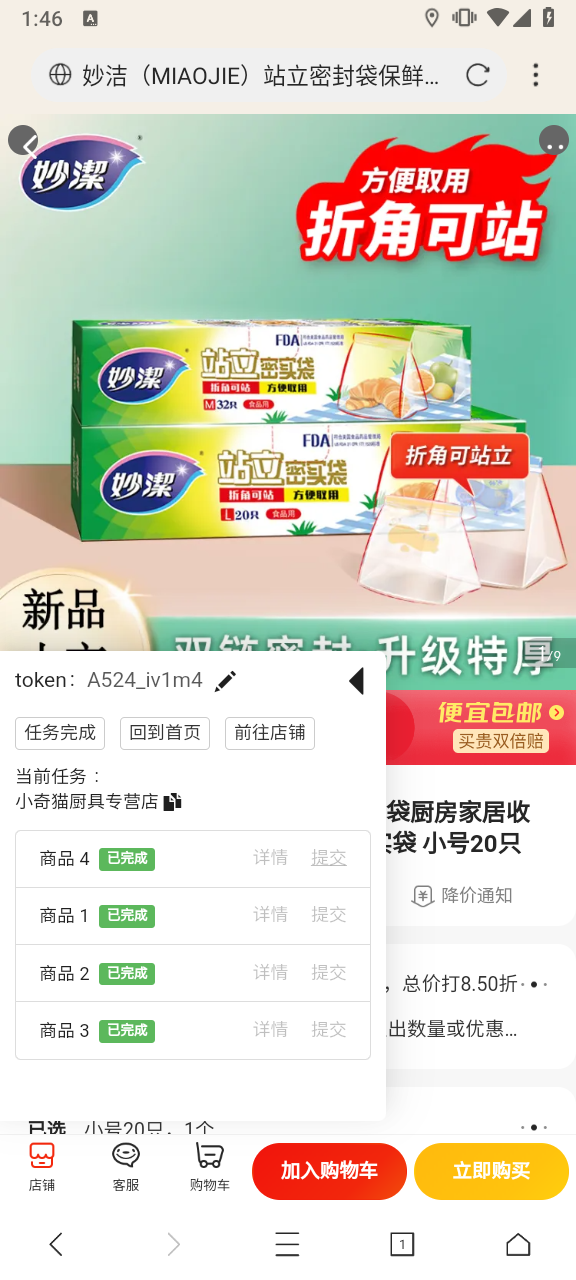 1:46
A
妙洁（MIAOJIE）站立密封袋保鲜...
妙潔
方便取用
折角可站
FDA
妙潔
站立密实袋
折角可站 方便取用
M 32只 食品用
FDA
妙潔
站立密实袋
折角可站 方便取用
L 20只 食品用
折角可站立
新品
双链密封 升级特厚
1/9
token： A524_iv1m4
便宜包邮
买贵双倍赔
任务完成 回到首页 前往店铺
当前任务：
小奇猫厨具专营店
袋厨房家居收
实袋 小号20只
商品 4 已完成 详情 提交
降价通知
商品 1 已完成 详情 提交
商品 2 已完成 详情 提交
，总价打8.50折
商品 3 已完成 详情 提交
出数量或优惠...
已选 小号20只，1个
店铺 客服 购物车 加入购物车 立即购买
1